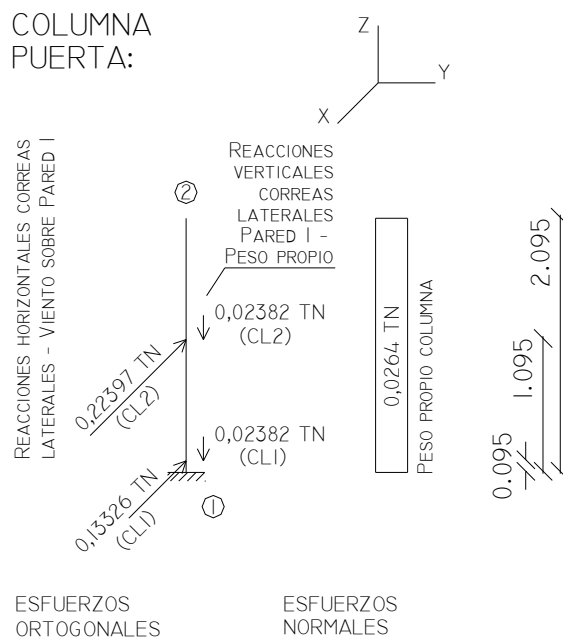 COLUMNA
PUERTA:
Z
Y
X
REACCIONES HORIZONTALES CORREAS
LATERALES - VIENTO SOBRE PARED I
2
REACCIONES
VERTICALES
CORREAS
LATERALES
PARED I -
PESO PROPIO
0,02382 TN
(CL2)
0,22397 TN
(CL2)
0,02382 TN
(CL1)
0,13326 TN
(CL1)
1
0,0264 TN
PESO PROPIO COLUMNA
0.095
1.095
2.095
ESFUERZOS
ORTOGONALES
ESFUERZOS
NORMALES